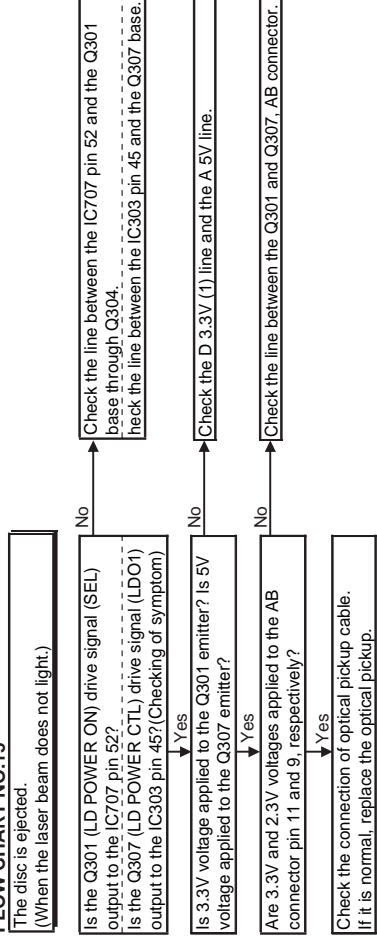 The disc is ejected.
(When the laser beam does not light.)
Is the Q301 (LD POWER ON) drive signal (SEL)
output to the IC707 pin 52?
Is the Q307 (LD POWER CTL) drive signal (LDO1)
output to the IC303 pin 45?(Checking of symptom)
No
Check the line between the IC707 pin 52 and the Q301
base through Q304.
heck the line between the IC303 pin 45 and the Q307 base.
Yes
Is 3.3V voltage applied to the Q301 emitter? Is 5V
voltage applied to the Q307 emitter?
No
Check the D 3.3V (1) line and the A 5V line.
Yes
Are 3.3V and 2.3V voltages applied to the AB
connector pin 11 and 9, respectively?
No
Check the line between the Q301 and Q307, AB connector.
Yes
Check the connection of optical pickup cable.
If it is normal, replace the optical pickup.